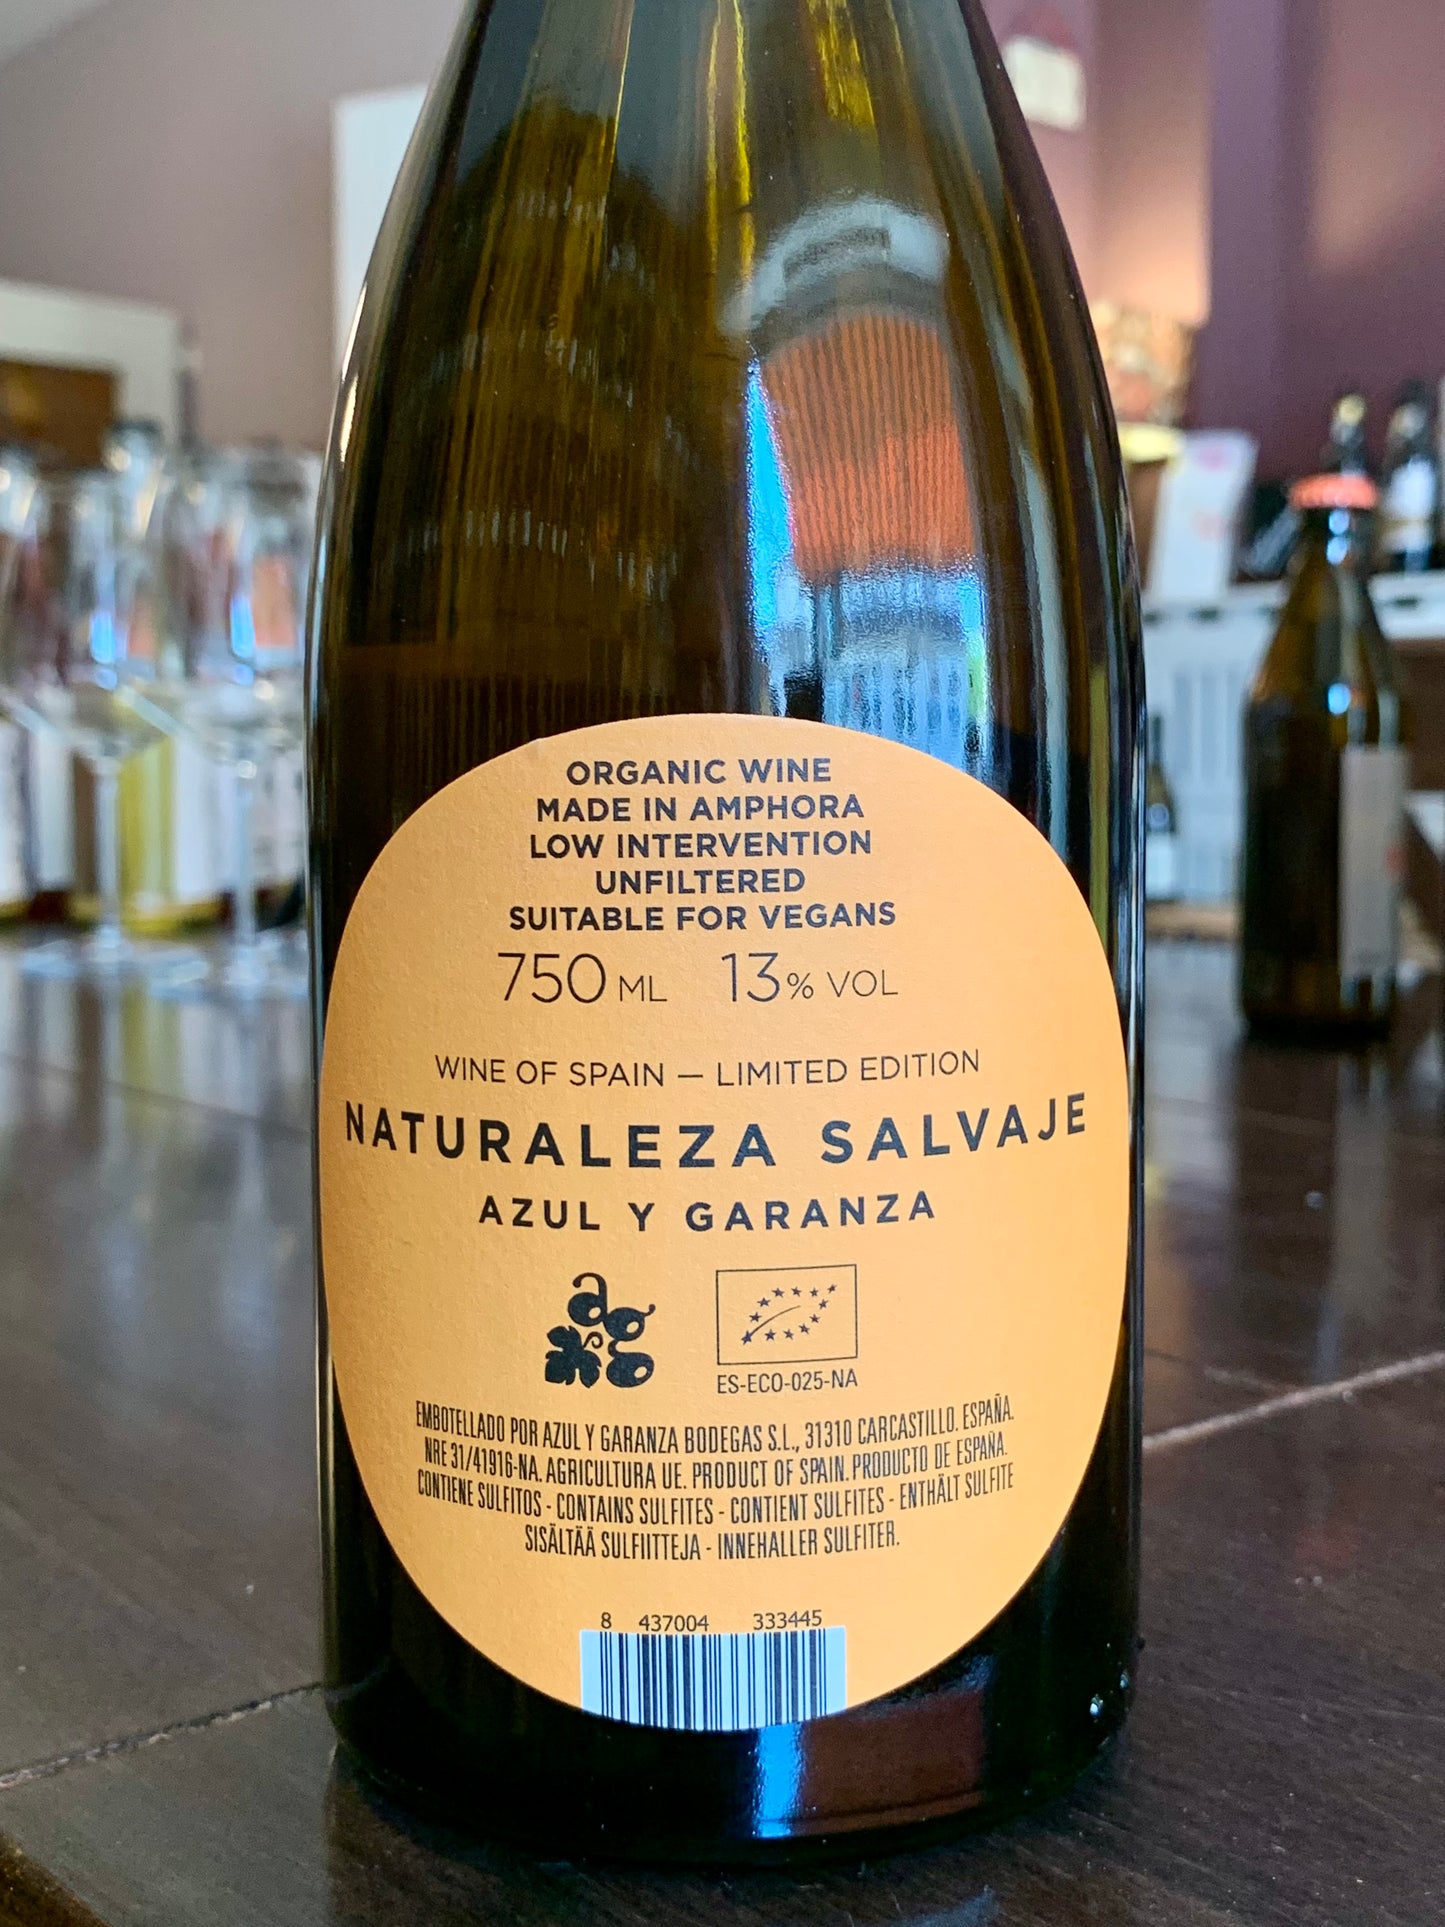 ORGANIC WINE
MADE IN AMPHORA
LOW INTERVENTION
UNFILTERED
SUITABLE FOR VEGANS
750 ML 13% VOL
WINE OF SPAIN — LIMITED EDITION
NATURALEZA SALVAJE
AZUL Y GARANZA
ag
ES-ECO-025-NA
EMBOTELLADO POR AZUL Y GARANZA BODEGAS S.L., 31310 CARCASTILLO. ESPAÑA.
NRE 31/41916-NA. AGRICULTURA UE. PRODUCT OF SPAIN. PRODUCTO DE ESPAÑA.
CONTIENE SULFITOS - CONTAINS SULFITES - CONTIENT SULFITES - ENTHÄLT SULFITE
SISÄLTÄÄ SULFIITTEJA - INNEHALLER SULFITER.
8 437004 333445